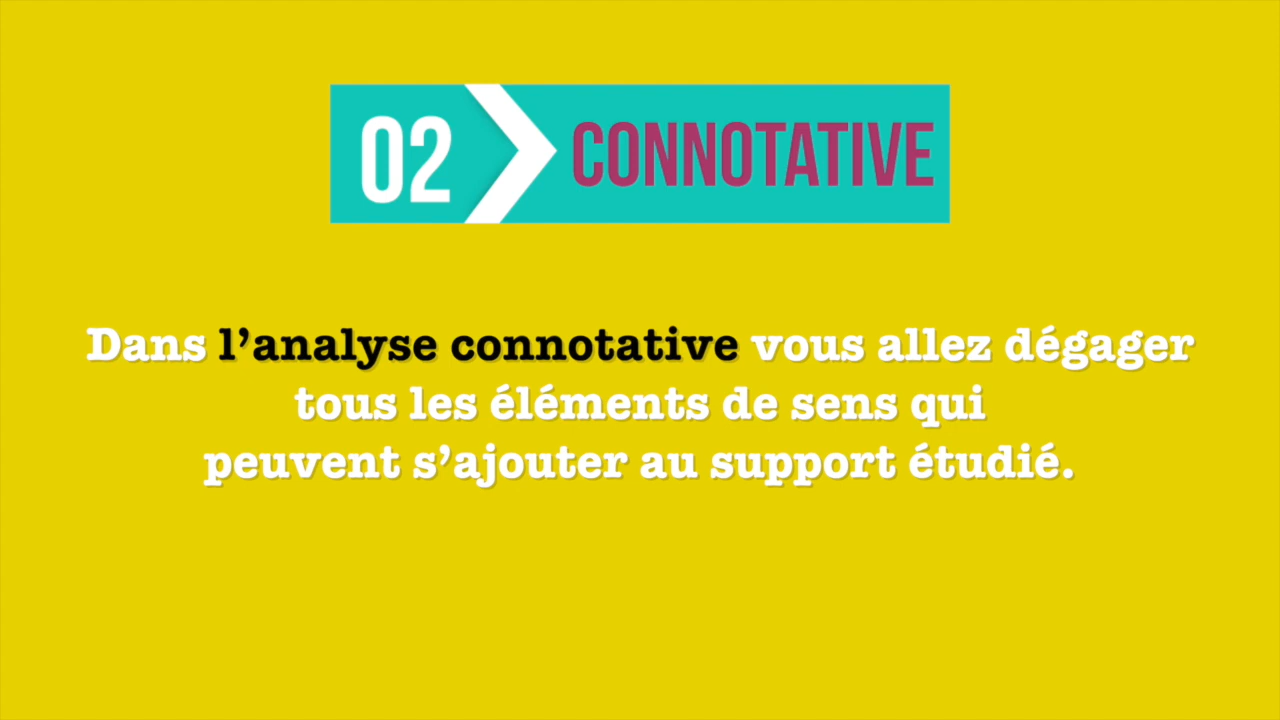 02 CONNOTATIVE
Dans l’analyse connotative vous allez dégager
tous les éléments de sens qui
peuvent s’ajouter au support étudié.